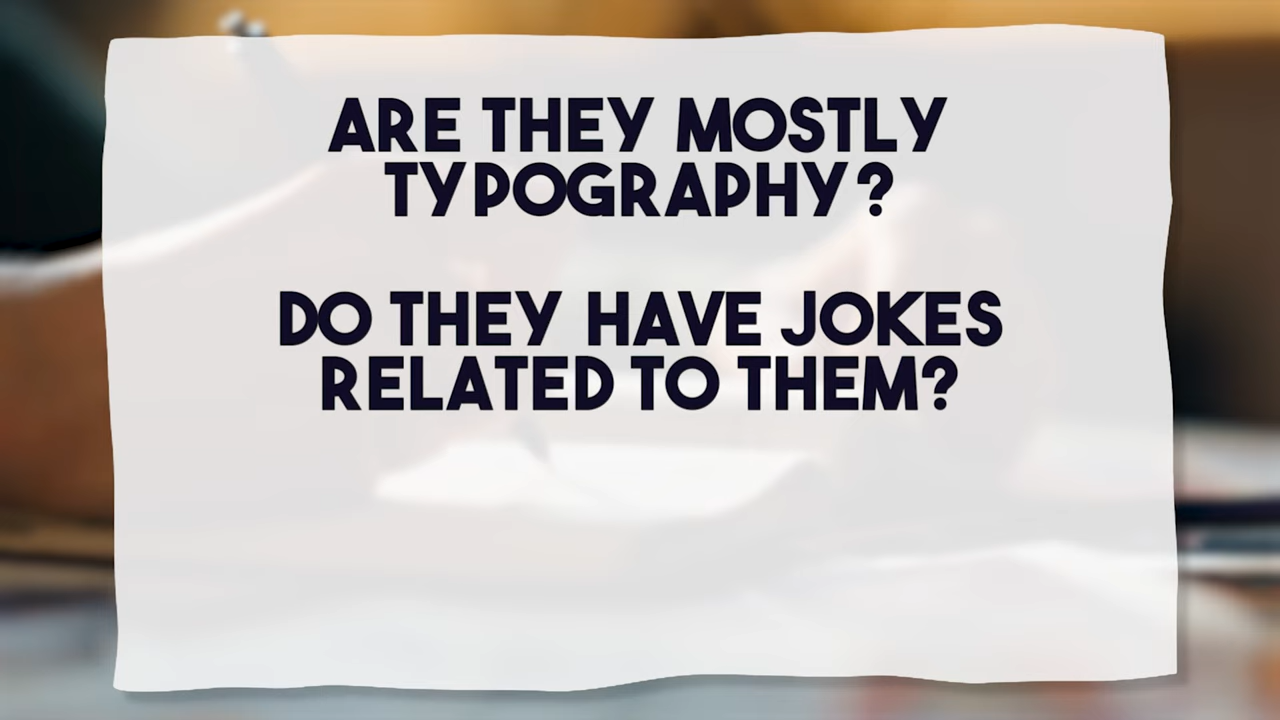 ARE THEY MOSTLY
TYPOGRAPHY?
DO THEY HAVE JOKES
RELATED TO THEM?